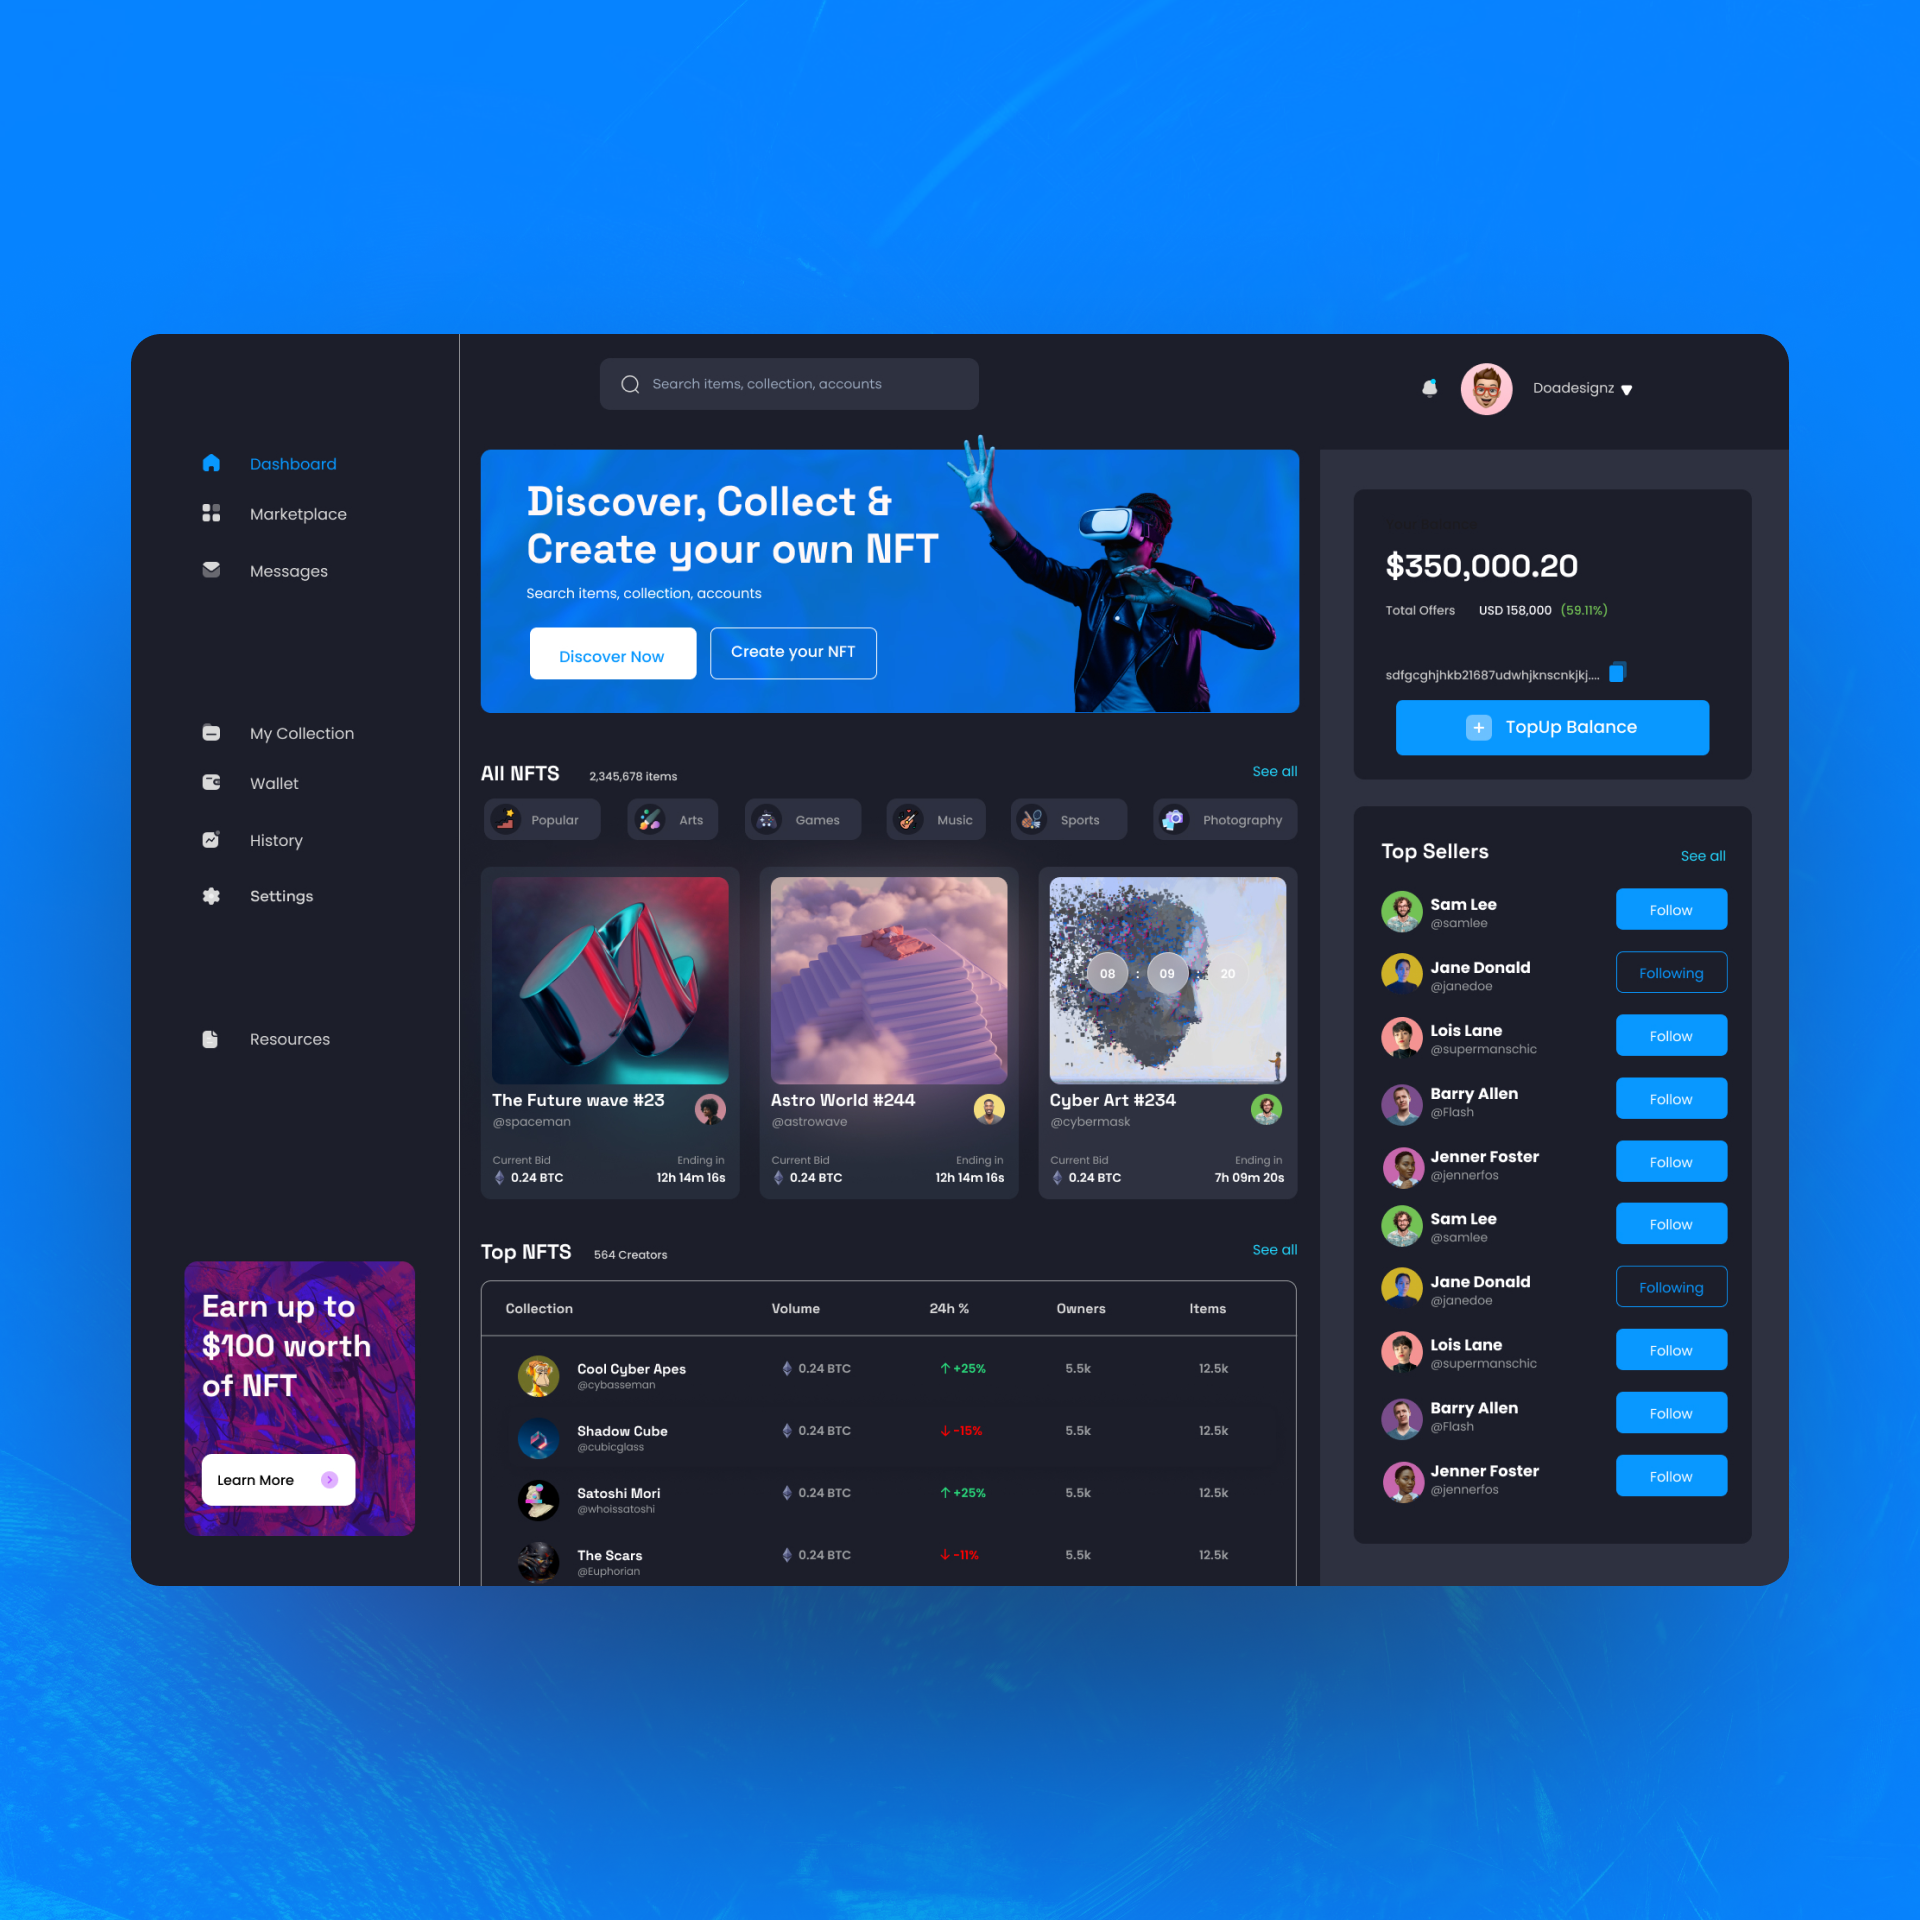 Search items, collection, accounts
Doadesignz
Dashboard
Marketplace
Messages
My Collection
Wallet
History
Settings
Resources
Earn up to
$100 worth
of NFT
Learn More
Discover, Collect &
Create your own NFT
Search items, collection, accounts
Discover Now
Create your NFT
All NFTS
2,345,678 items
See all
Popular
Arts
Games
Music
Sports
Photography
The Future wave #23
@spaceman
Current Bid
Ending in
0.24 BTC
12h 14m 16s
Astro World #244
@astrowave
Current Bid
Ending in
0.24 BTC
12h 14m 16s
08 : 09 : 20
Cyber Art #234
@cybermask
Current Bid
Ending in
0.24 BTC
7h 09m 20s
Top NFTS
564 Creators
See all
Collection Volume 24h % Owners Items
Cool Cyber Apes
@cybasseman
0.24 BTC
+25%
5.5k
12.5k
Shadow Cube
@cubicglass
0.24 BTC
-15%
5.5k
12.5k
Satoshi Mori
@whoissatoshi
0.24 BTC
+25%
5.5k
12.5k
The Scars
@Euphorian
0.24 BTC
-11%
5.5k
12.5k
Your Balance
$350,000.20
Total Offers USD 158,000 (59.11%)
sdfgcghjhkb21687udwhjknscnkjkj....
TopUp Balance
Top Sellers
See all
Sam Lee
@samlee
Follow
Jane Donald
@janedoe
Following
Lois Lane
@supermanschic
Follow
Barry Allen
@Flash
Follow
Jenner Foster
@jennerfos
Follow
Sam Lee
@samlee
Follow
Jane Donald
@janedoe
Following
Lois Lane
@supermanschic
Follow
Barry Allen
@Flash
Follow
Jenner Foster
@jennerfos
Follow